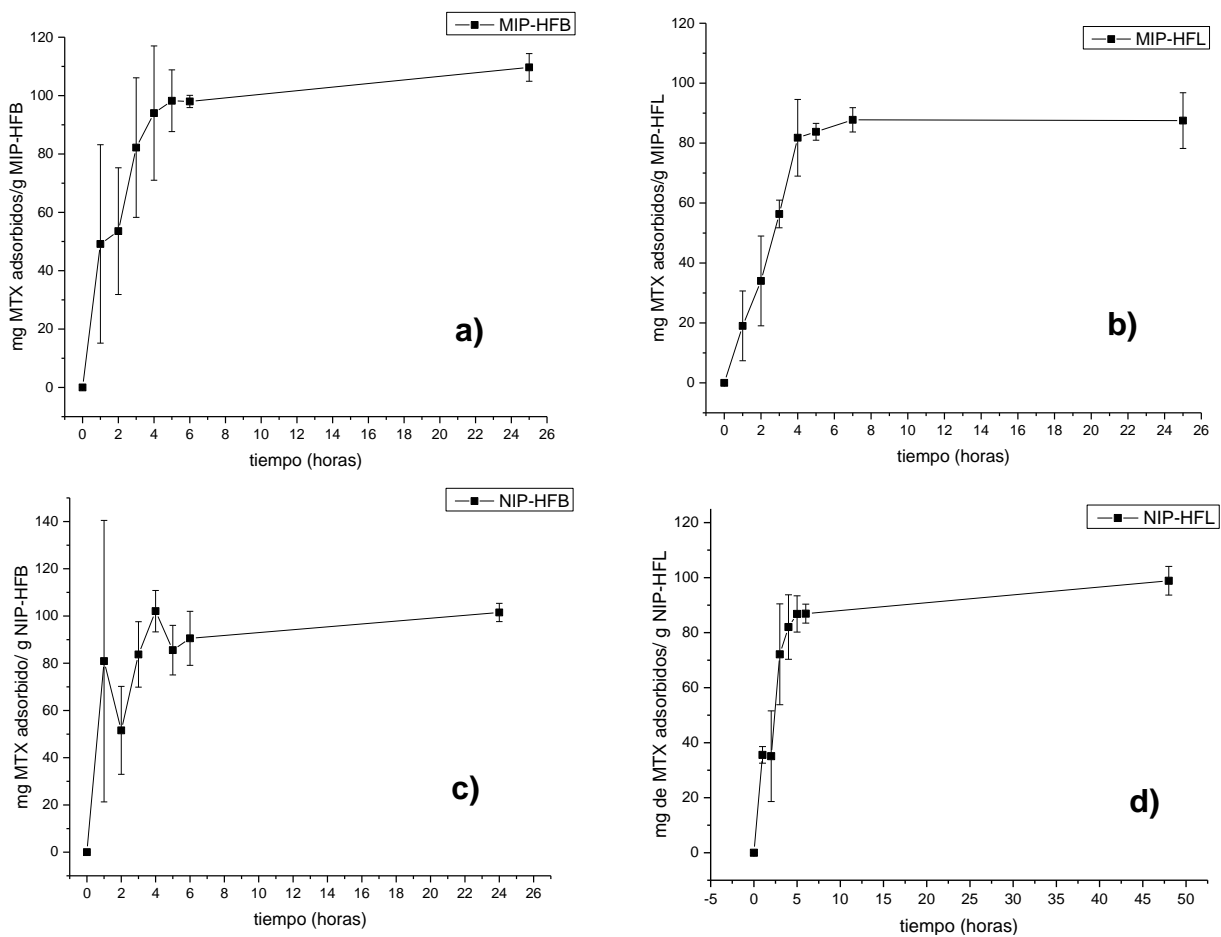 MIP-HFB
120
100
80
60
40
20
0
mg MTX adsorbidos/g MIP-HFB
a)
0 2 4 6 8 10 12 14 16 18 20 22 24 26
tiempo (horas)
MIP-HFL
120
100
80
60
40
20
0
mg MTX adsorbidos/g MIP-HFL
b)
0 2 4 6 8 10 12 14 16 18 20 22 24 26
tiempo (horas)
NIP-HFB
140
120
100
80
60
40
20
0
mg MTX adsorbido/ g NIP-HFB
c)
0 2 4 6 8 10 12 14 16 18 20 22 24 26
tiempo (horas)
NIP-HFL
120
100
80
60
40
20
0
mg de MTX adsorbidos/ g NIP-HFL
d)
-5 0 5 10 15 20 25 30 35 40 45 50
tiempo (horas)